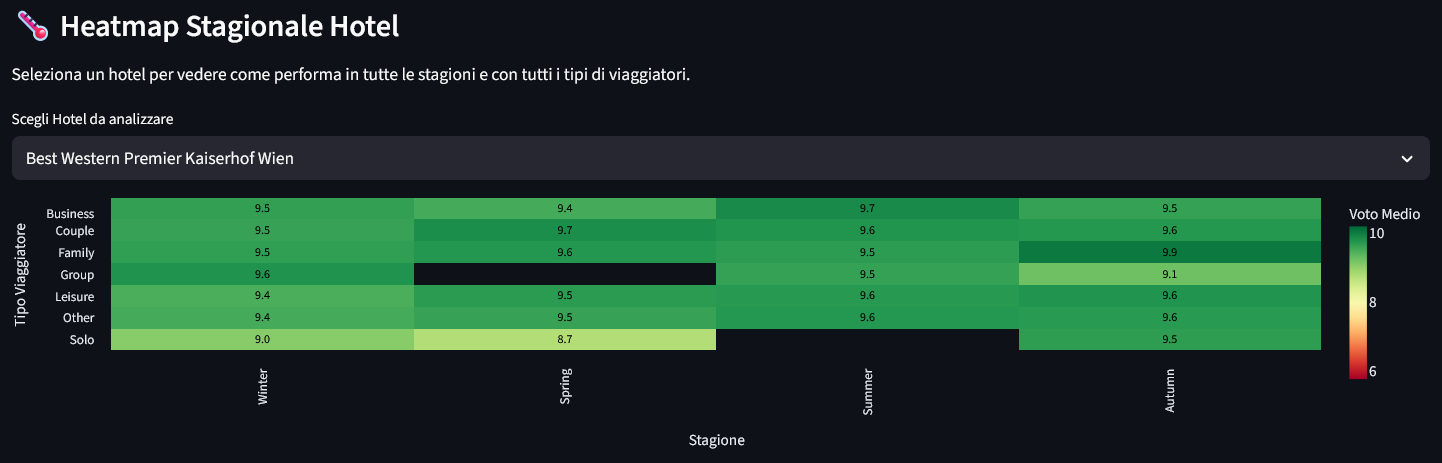 Heatmap Stagionale Hotel
Seleziona un hotel per vedere come performa in tutte le stagioni e con tutti i tipi di viaggiatori.
Scegli Hotel da analizzare
Best Western Premier Kaiserhof Wien
Tipo Viaggiatore
Business 9.5 9.4 9.7 9.5
Couple 9.5 9.7 9.6 9.6
Family 9.5 9.6 9.5 9.9
Group 9.6 9.5 9.1
Leisure 9.4 9.5 9.6 9.6
Other 9.4 9.5 9.6 9.6
Solo 9.0 8.7 9.5
Winter Spring Summer Autumn
Stagione
Voto Medio
10
8
6